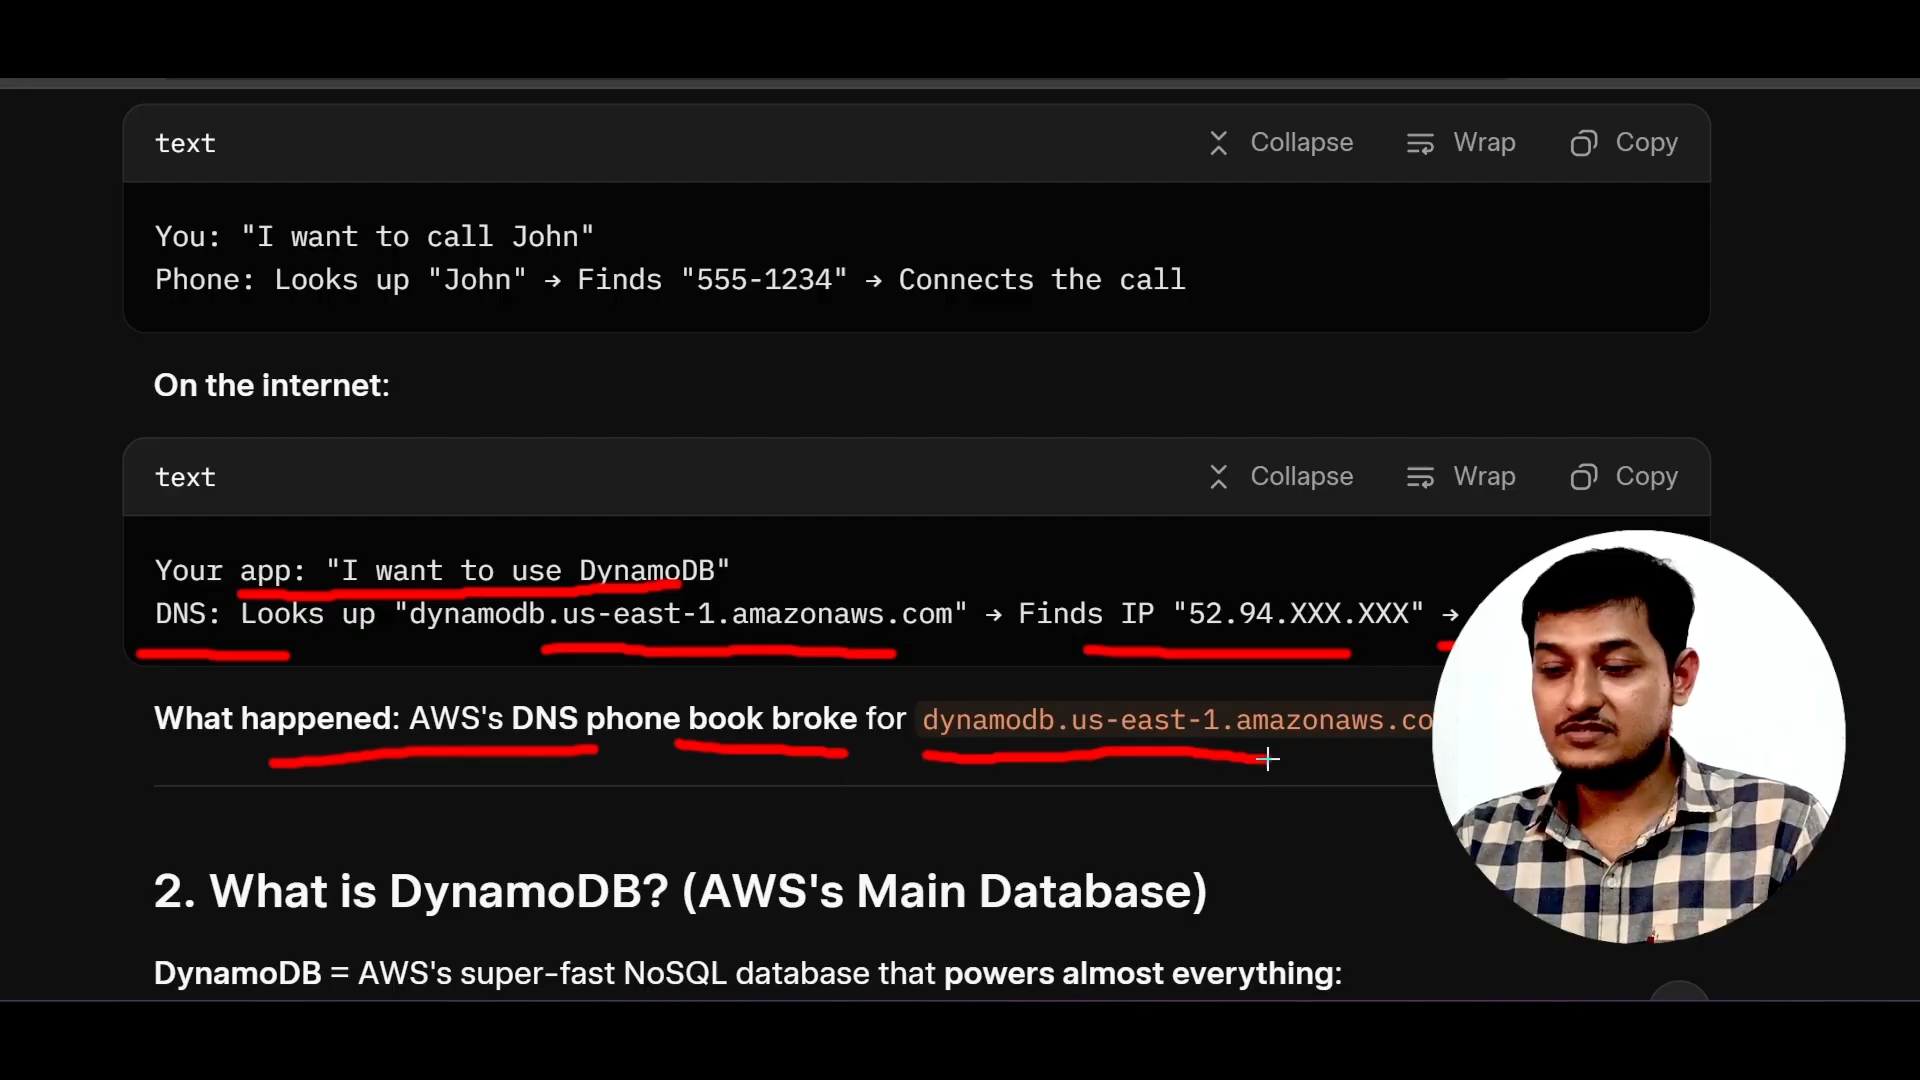 text
Collapse
Wrap
Copy
You: "I want to call John"
Phone: Looks up "John" → Finds "555-1234" → Connects the call
On the internet:
text
Collapse
Wrap
Copy
Your app: "I want to use DynamoDB"
DNS: Looks up "dynamodb.us-east-1.amazonaws.com" → Finds IP "52.94.XXX.XXX" →
What happened: AWS's DNS phone book broke for dynamodb.us-east-1.amazonaws.co
2. What is DynamoDB? (AWS's Main Database)
DynamoDB = AWS's super-fast NoSQL database that powers almost everything: